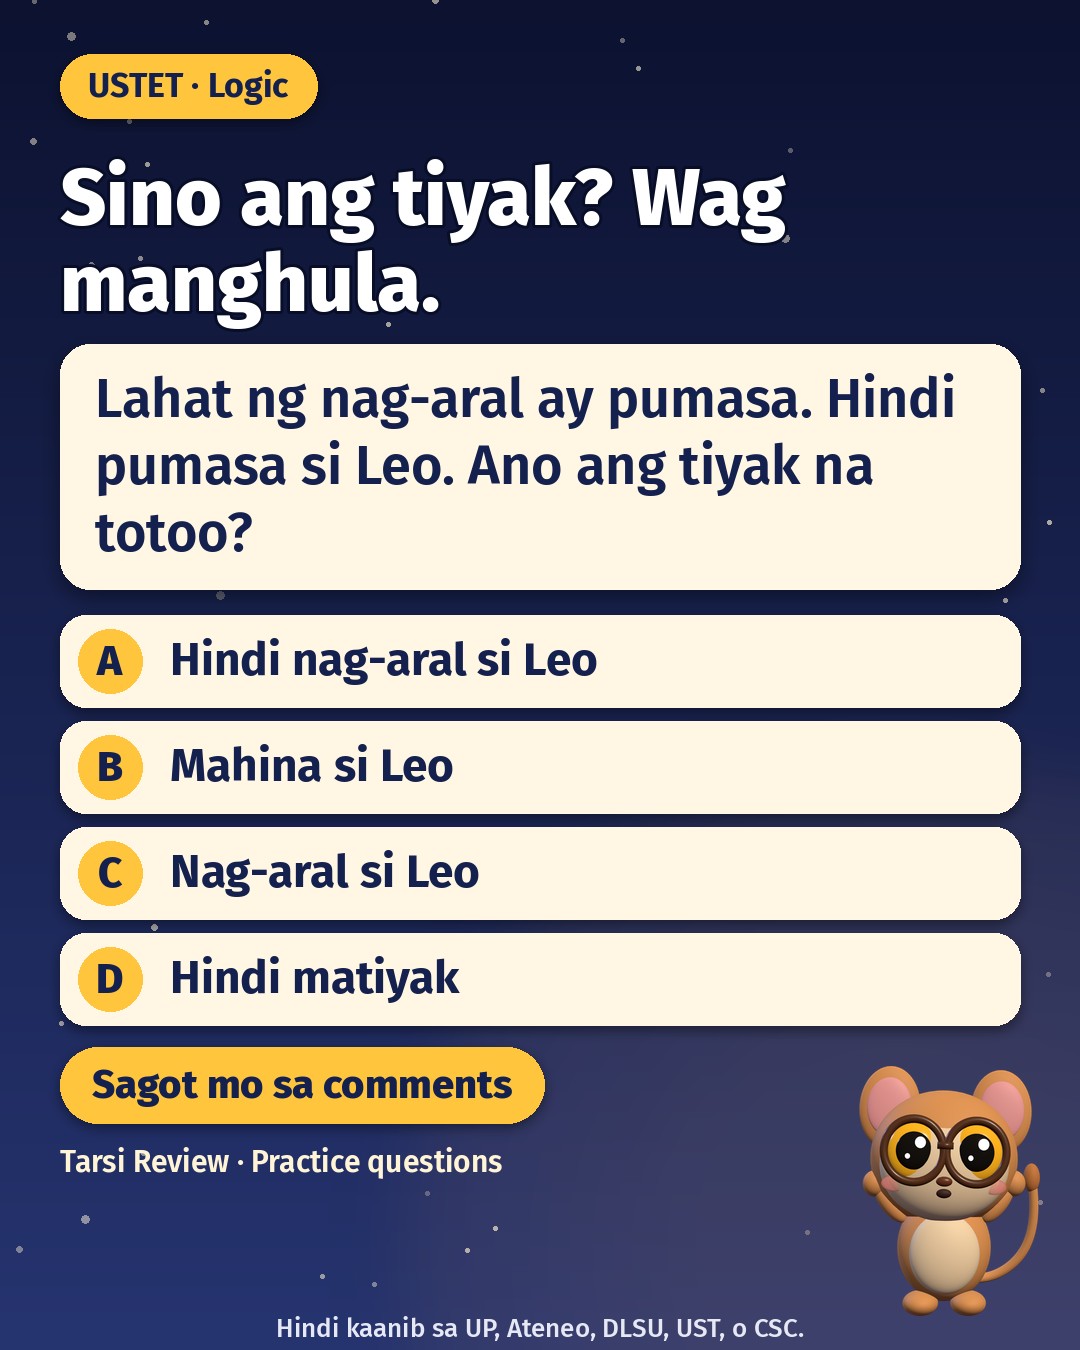 USTET · Logic
Sino ang tiyak? Wag
manghula.
Lahat ng nag-aral ay pumasa. Hindi
pumasa si Leo. Ano ang tiyak na
totoo?
A Hindi nag-aral si Leo
B Mahina si Leo
C Nag-aral si Leo
D Hindi matiyak
Sagot mo sa comments
Tarsi Review · Practice questions
Hindi kaanib sa UP, Ateneo, DLSU, UST, o CSC.